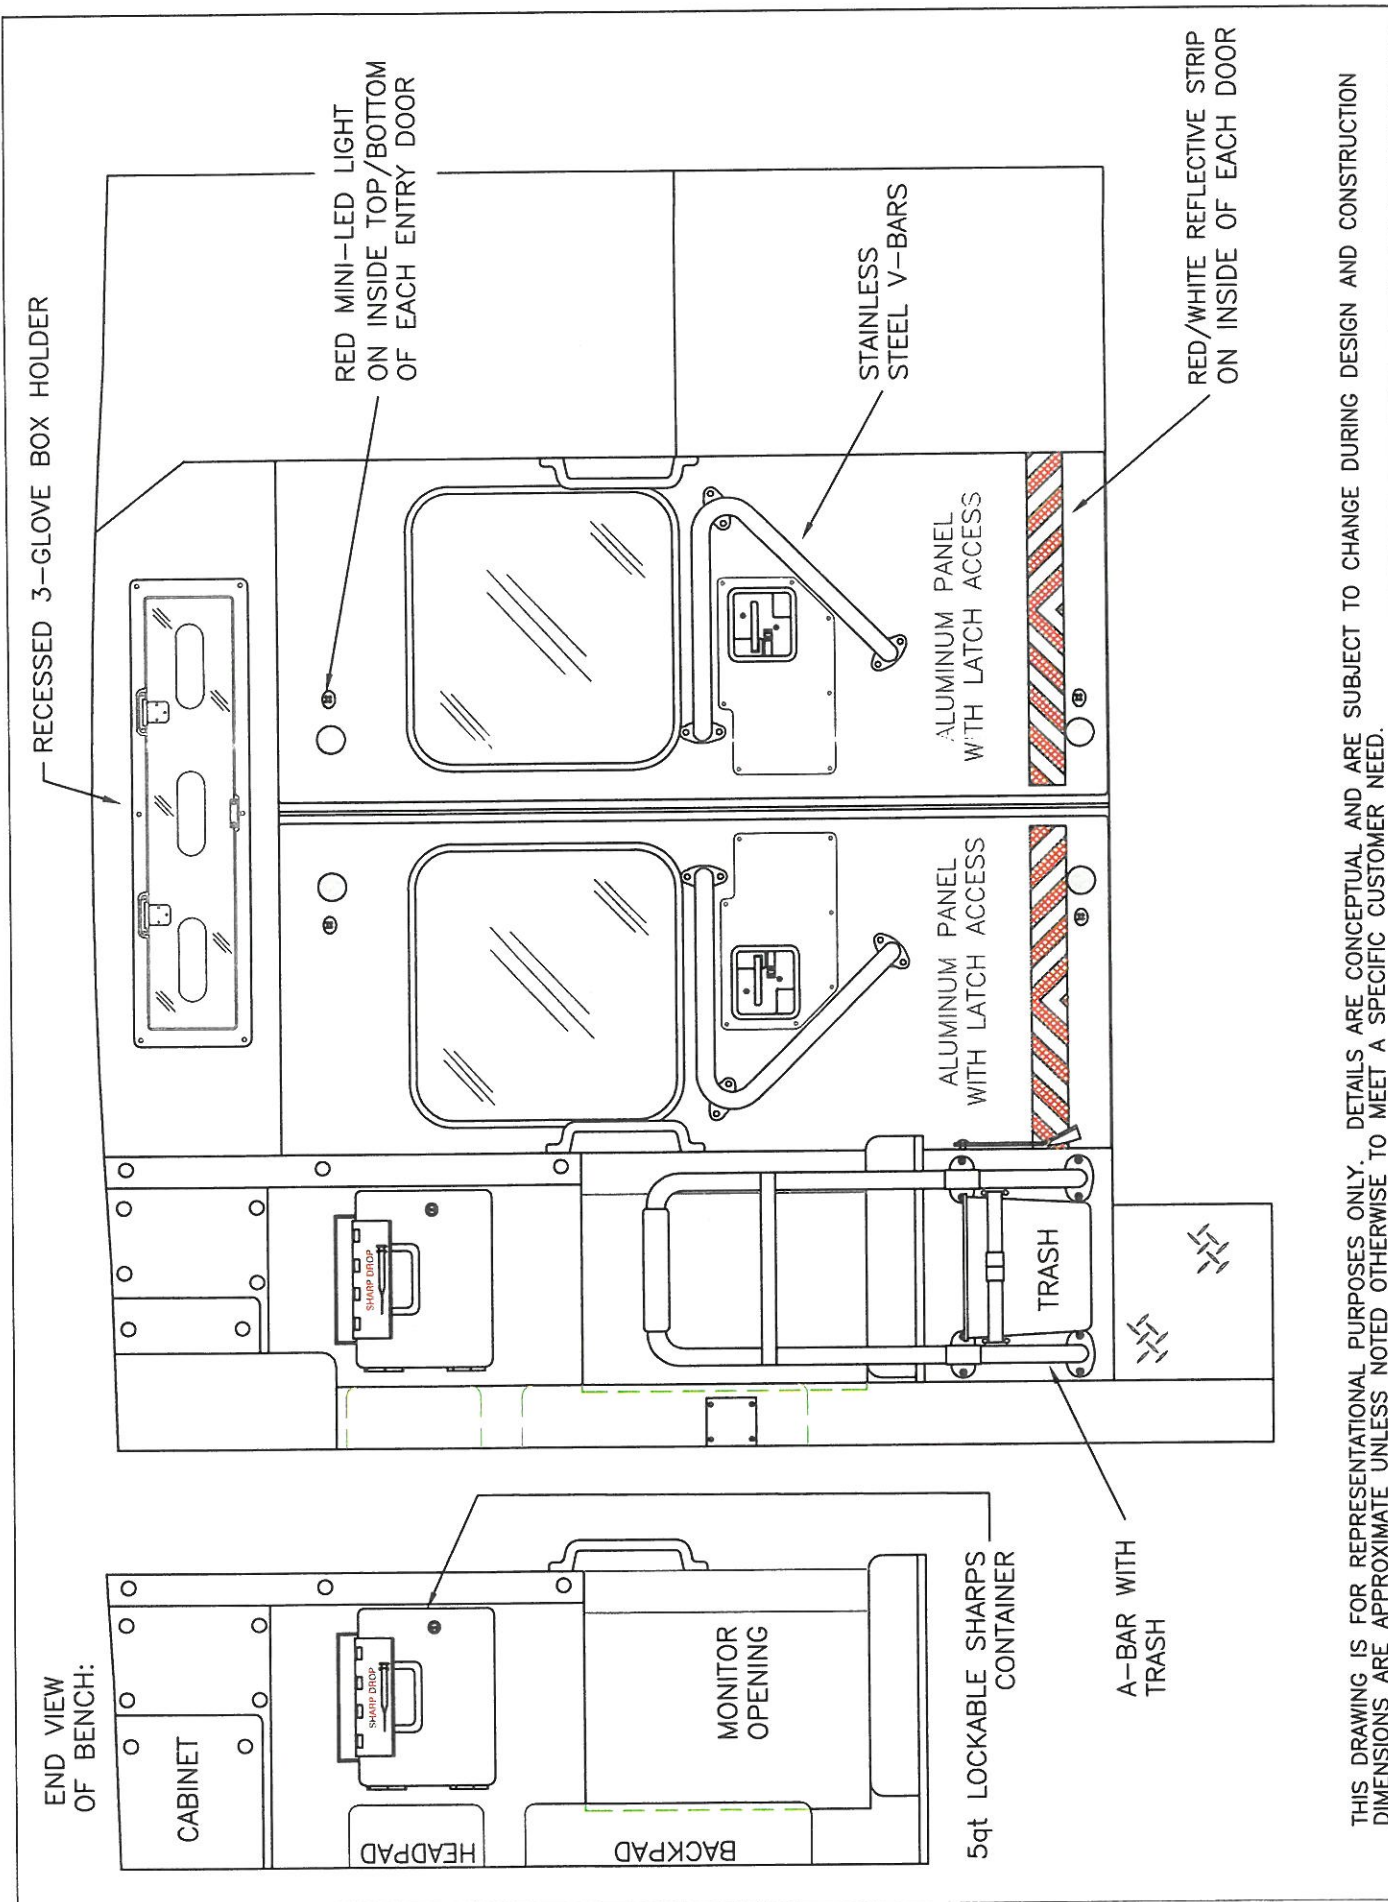 END VIEW
OF BENCH:
CABINET
SHARP DROP
HEADPAD
BACKPAD
MONITOR
OPENING
5qt LOCKABLE SHARPS
CONTAINER
A-BAR WITH
TRASH
SHARP DROP
TRASH
RECESSED 3-GLOVE BOX HOLDER
RED MINI-LED LIGHT
ON INSIDE TOP/BOTTOM
OF EACH ENTRY DOOR
STAINLESS
STEEL V-BARS
ALUMINUM PANEL
WITH LATCH ACCESS
ALUMINUM PANEL
WITH LATCH ACCESS
RED/WHITE REFLECTIVE STRIP
ON INSIDE OF EACH DOOR
THIS DRAWING IS FOR REPRESENTATIONAL PURPOSES ONLY. DETAILS ARE CONCEPTUAL AND ARE SUBJECT TO CHANGE DURING DESIGN AND CONSTRUCTION
DIMENSIONS ARE APPROXIMATE UNLESS NOTED OTHERWISE TO MEET A SPECIFIC CUSTOMER NEED.